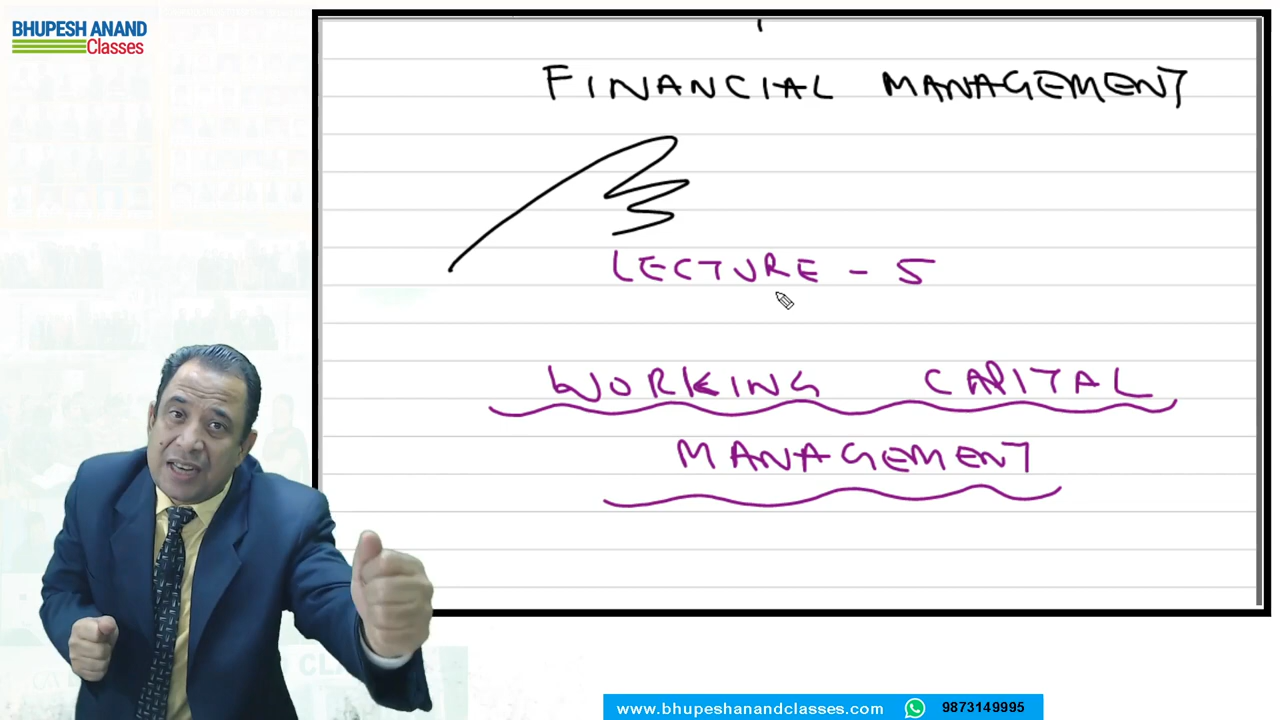 BHUPESH ANAND
Classes
FINANCIAL MANAGEMENT
LECTURE - 5
WORKING CAPITAL
MANAGEMENT
www.bhupeshanandclasses.com 9873149995